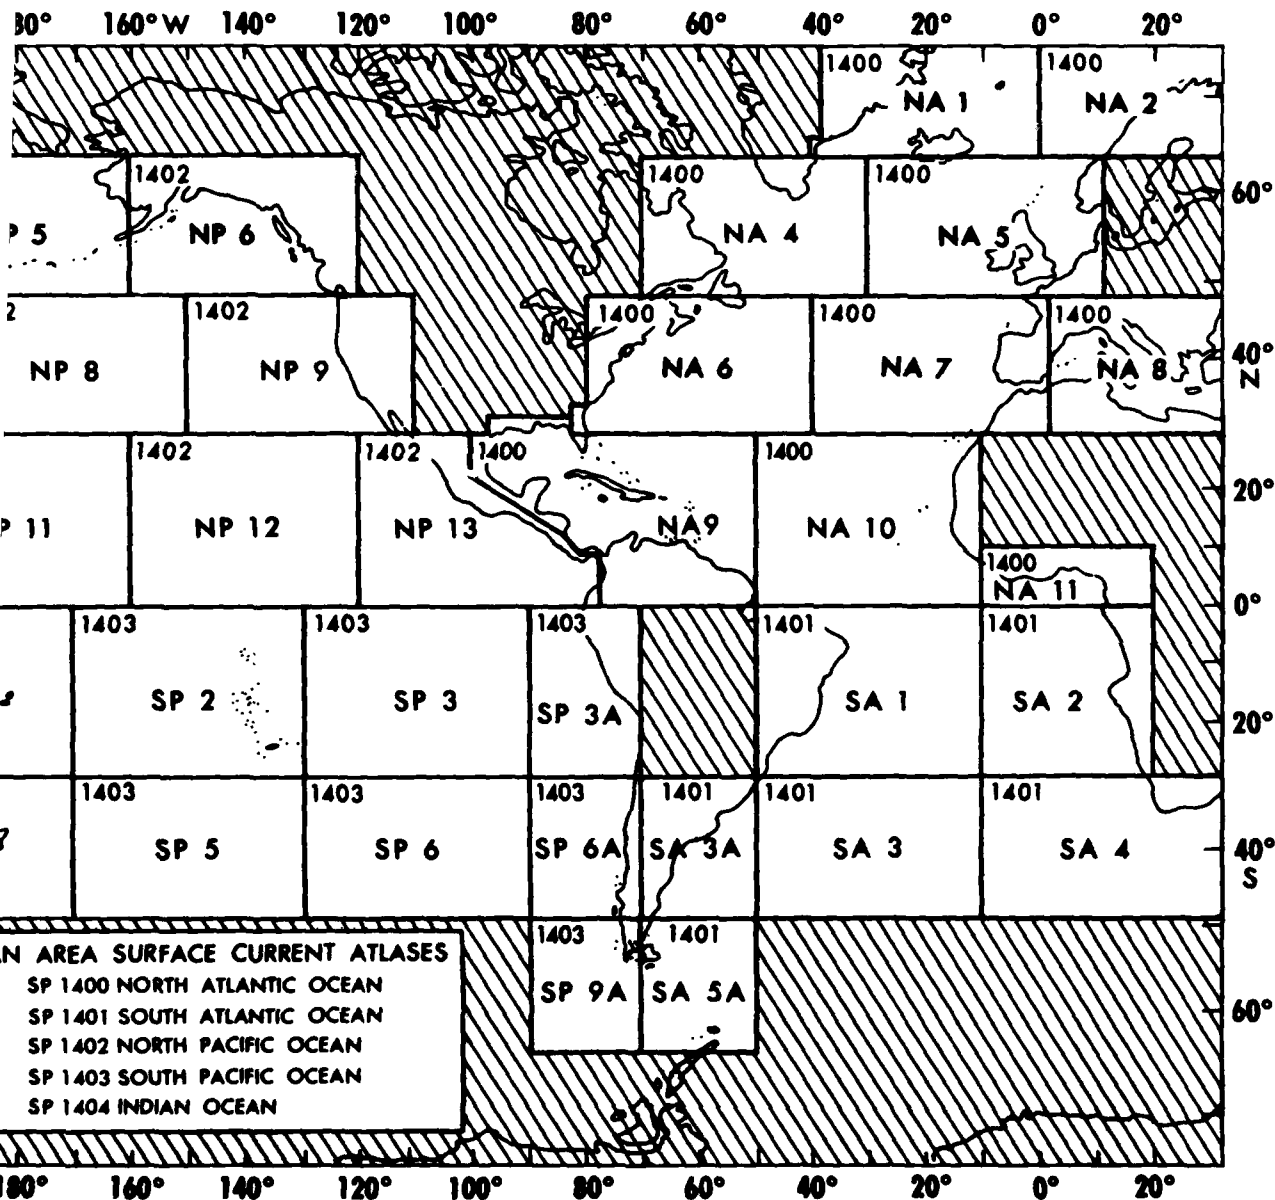 80° 160° W 140° 120° 100° 80° 60° 40° 20° 0° 20°
1400 1400
NA 1 NA 2
1402 1400 1400
60°
P 5 NP 6 NA 4 NA 5
2 1402 1400 1400 1400
40°
N
NP 8 NP 9 NA 6 NA 7 NA 8
1402 1402 1400 1400
20°
P 11 NP 12 NP 13 NA9 NA 10
1400
NA 11
0°
1403 1403 1403 1401 1401
SP 2 SP 3 SP 3A SA 1 SA 2
20°
1403 1403 1403 1401 1401 1401
SP 5 SP 6 SP 6A SA 3A SA 3 SA 4
40°
S
1403 1401
AN AREA SURFACE CURRENT ATLASES
SP 1400 NORTH ATLANTIC OCEAN
SP 9A SA 5A
SP 1401 SOUTH ATLANTIC OCEAN
60°
SP 1402 NORTH PACIFIC OCEAN
SP 1403 SOUTH PACIFIC OCEAN
SP 1404 INDIAN OCEAN
180° 160° 140° 120° 100° 80° 60° 40° 20° 0° 20°